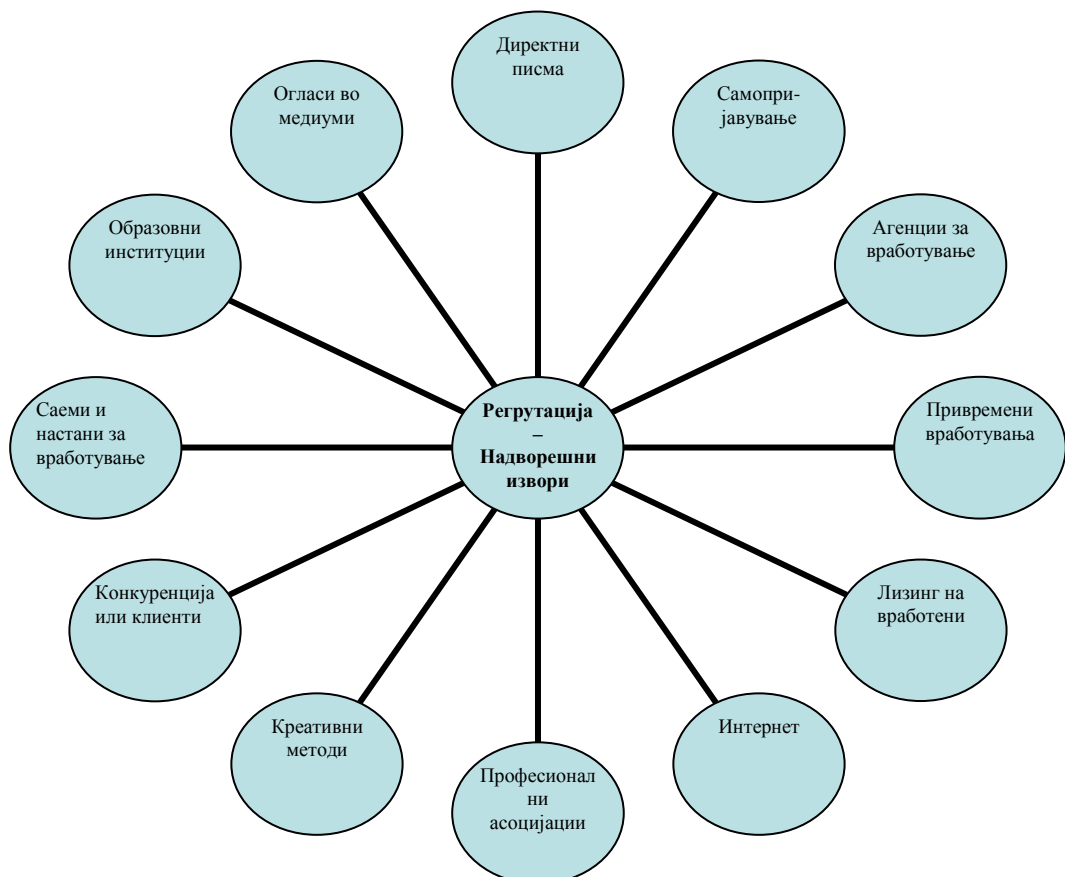 Директни
писма
Самопри-
јавување
Агенции за
вработување
Привремени
вработувања
Лизинг на
вработени
Интернет
Професионал
ни
асоцијации
Креативни
методи
Конкуренција
или клиенти
Саеми и
настани за
вработување
Образовни
институции
Огласи во
медиуми
Регрутација
–
Надворешни
извори